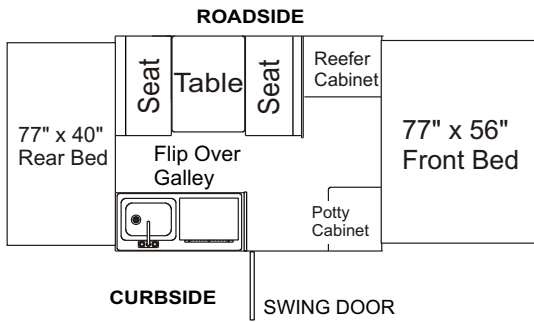 ROADSIDE
Seat
Table
Seat
Reefer
Cabinet
77" x 40"
Rear Bed
77" x 56"
Front Bed
Flip Over
Galley
Potty
Cabinet
CURBSIDE
SWING DOOR